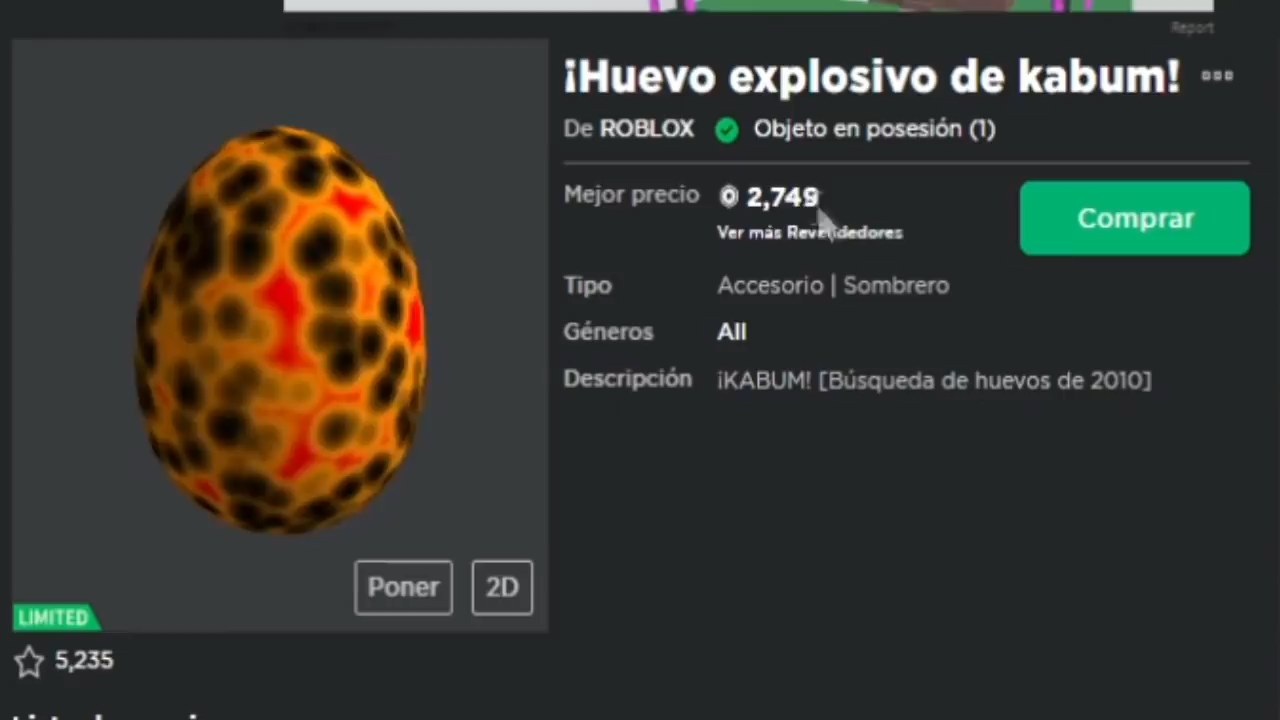 Report
¡Huevo explosivo de kabum!
De ROBLOX Objeto en posesión (1)
Mejor precio 2,749
Ver más Revendedores
Comprar
Tipo Accesorio | Sombrero
Géneros All
Descripción ¡KABUM! [Búsqueda de huevos de 2010]
Poner 2D
LIMITED
5,235